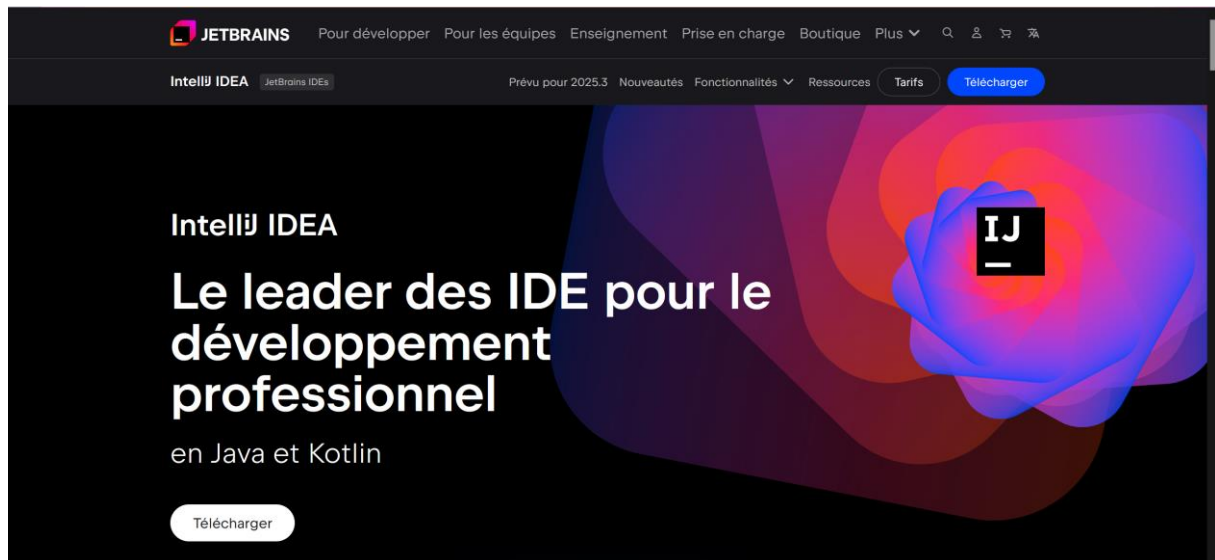 JETBRAINS Pour développer Pour les équipes Enseignement Prise en charge Boutique Plus
IntelliJ IDEA JetBrains IDEs Prévu pour 2025.3 Nouveautés Fonctionnalités Ressources Tarifs Télécharger
IJ
IntelliJ IDEA
Le leader des IDE pour le
développement
professionnel
en Java et Kotlin
Télécharger